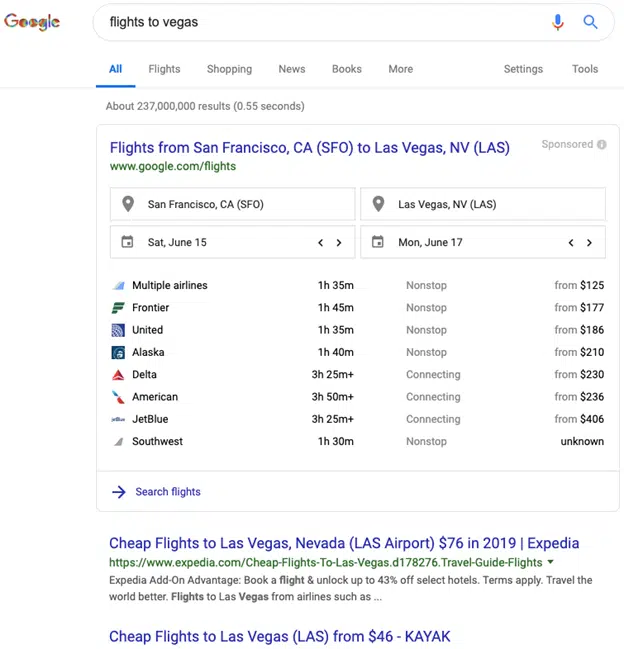 Google
flights to vegas
All Flights Shopping News Books More Settings Tools
About 237,000,000 results (0.55 seconds)
Flights from San Francisco, CA (SFO) to Las Vegas, NV (LAS) Sponsored
www.google.com/flights
San Francisco, CA (SFO) Las Vegas, NV (LAS)
Sat, June 15 Mon, June 17
Multiple airlines 1h 35m Nonstop from $125
Frontier 1h 45m Nonstop from $177
United 1h 35m Nonstop from $186
Alaska 1h 40m Nonstop from $210
Delta 3h 25m+ Connecting from $230
American 3h 50m+ Connecting from $236
JetBlue 3h 25m+ Connecting from $406
Southwest 1h 30m Nonstop unknown
Search flights
Cheap Flights to Las Vegas, Nevada (LAS Airport) $76 in 2019 | Expedia
https://www.expedia.com/Cheap-Flights-To-Las-Vegas.d178276.Travel-Guide-Flights
Expedia Add-On Advantage: Book a flight & unlock up to 43% off select hotels. Terms apply. Travel the
world better. Flights to Las Vegas from airlines such as ...
Cheap Flights to Las Vegas (LAS) from $46 - KAYAK